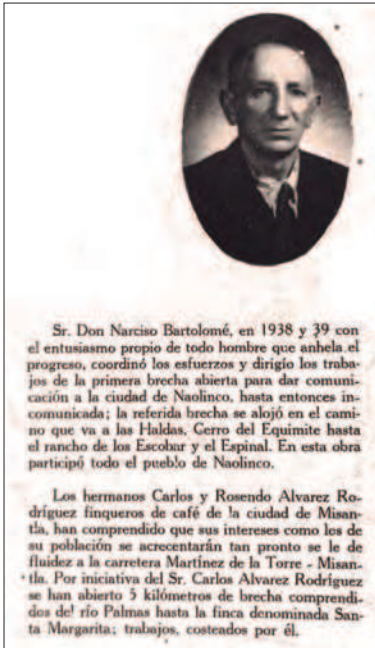 Sr. Don Narciso Bartolomé, en 1938 y 39 con
el entusiasmo propio de todo hombre que anhela el
progreso, coordinó los esfuerzos y dirigío los traba-
jos de la primera brecha abierta para dar comuni-
cación a la ciudad de Naolinco, hasta entonces in-
comunicada; la referida brecha se alojó en el cami-
no que va a las Haldas, Cerro del Equimite hasta
el rancho de los Escobar y el Espinal. En esta obra
participó todo el pueblo de Naolinco.
Los hermanos Carlos y Rosendo Alvarez Ro-
dríguez finqueros de café de la ciudad de Misan-
tla, han comprendido que sus intereses como los de
su población se acrecentarán tan pronto se le de
fluidez a la carretera Martínez de la Torre - Misan-
tla. Por iniciativa del Sr. Carlos Alvarez Rodríguez
se han abierto 5 kilómetros de brecha comprendi-
dos del río Palmas hasta la finca denominada San-
ta Margarita; trabajos, costeados por él.